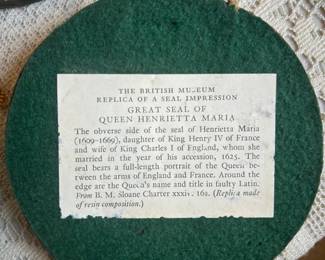 THE BRITISH MUSEUM
REPLICA OF A SEAL IMPRESSION
GREAT SEAL OF
QUEEN HENRIETTA MARIA
The obverse side of the seal of Henrietta Maria
(1609–1669), daughter of King Henry IV of France
and wife of King Charles I of England, whom she
married in the year of his accession, 1625. The
seal bears a full-length portrait of the Queen be-
tween the arms of England and France. Around the
edge are the Queen's name and title in faulty Latin.
From B. M. Sloane Charter xxxii. 162. (Replica made
of resin composition.)